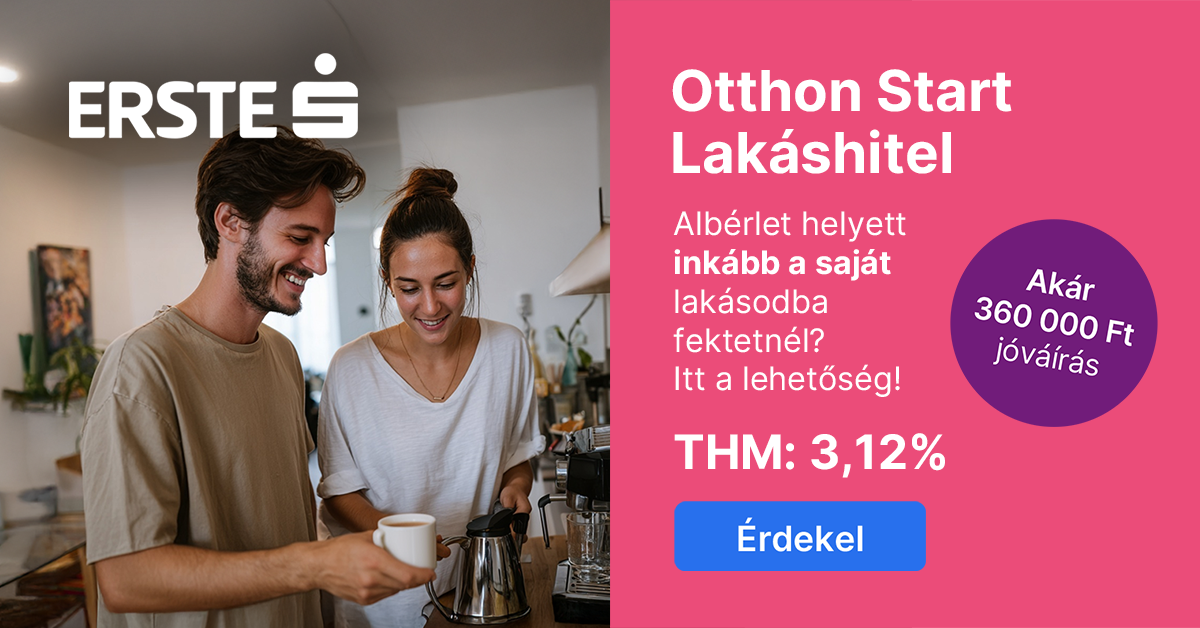 ERSTE
Otthon Start
Lakáshitel
Albérlet helyett
inkább a saját
lakásodba
fektetnél?
Itt a lehetőség!
Akár
360 000 Ft
jóváírás
THM: 3,12%
Érdekel